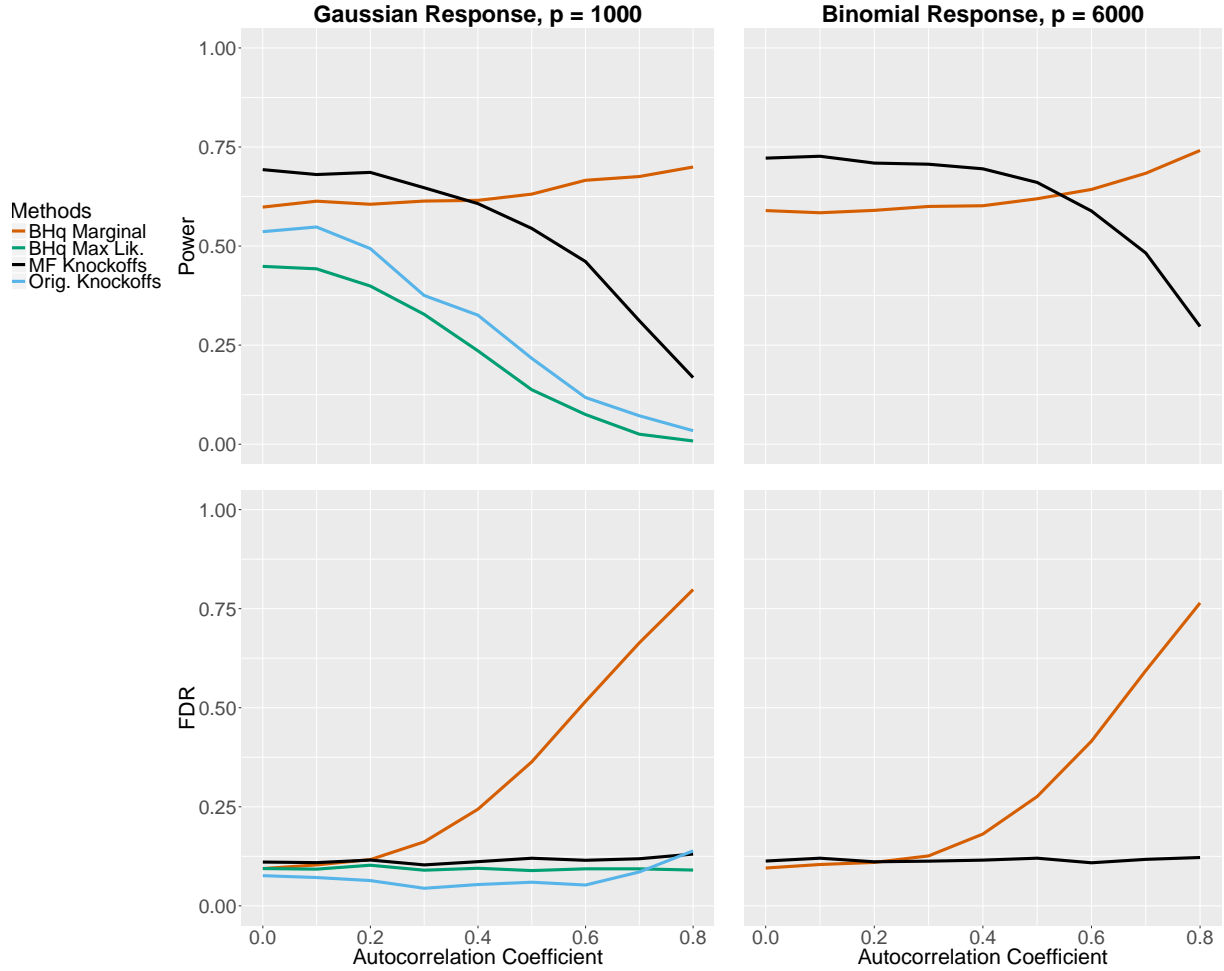 Gaussian Response, p = 1000
Binomial Response, p = 6000
1.00
0.75
0.50
0.25
0.00
Power
Methods
BHq Marginal
BHq Max Lik.
MF Knockoffs
Orig. Knockoffs
1.00
0.75
0.50
0.25
0.00
FDR
0.0 0.2 0.4 0.6 0.8
0.0 0.2 0.4 0.6 0.8
Autocorrelation Coefficient
Autocorrelation Coefficient